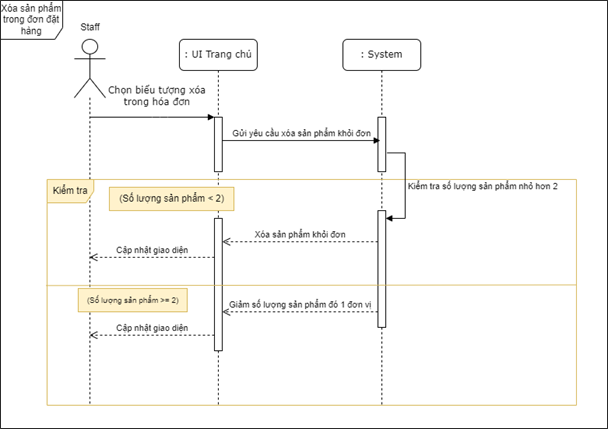 Xóa sản phẩm
trong đơn đặt
hàng
Staff
: UI Trang chủ
: System
Chọn biểu tượng xóa
trong hóa đơn
Gửi yêu cầu xóa sản phẩm khỏi đơn
Kiểm tra số lượng sản phẩm nhỏ hơn 2
Kiểm tra
(Số lượng sản phẩm < 2)
Xóa sản phẩm khỏi đơn
Cập nhật giao diện
(Số lượng sản phẩm >= 2)
Giảm số lượng sản phẩm đó 1 đơn vị
Cập nhật giao diện